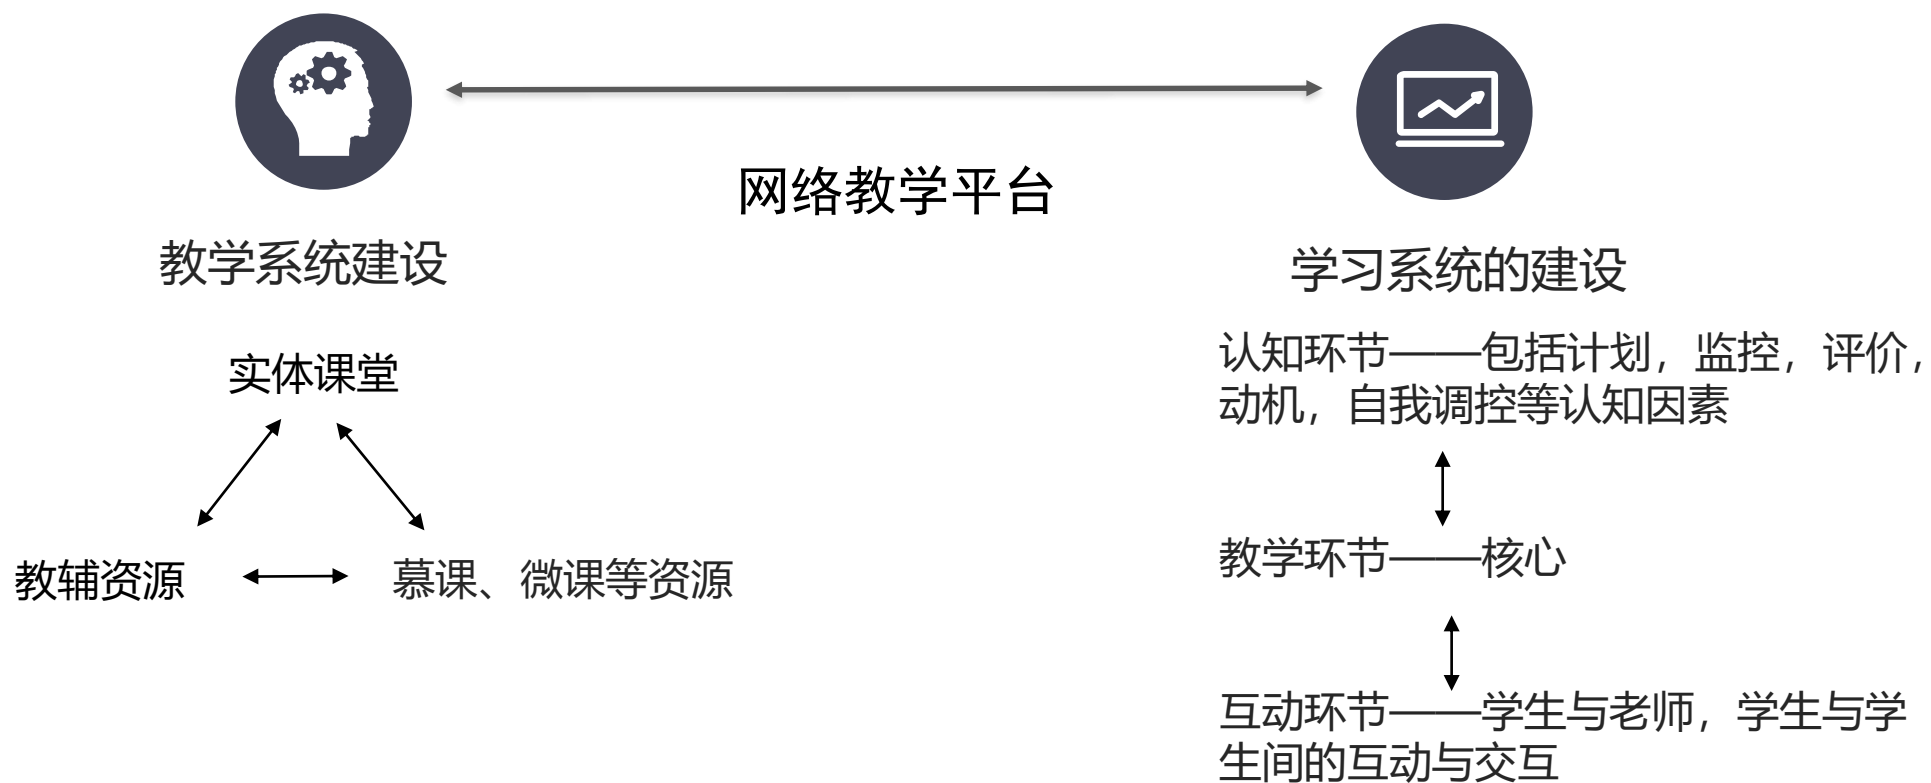 网络教学平台
教学系统建设
实体课堂
教辅资源
慕课、微课等资源
学习系统的建设
认知环节——包括计划，监控，评价，
动机，自我调控等认知因素
教学环节——核心
互动环节——学生与老师，学生与学
生间的互动与交互